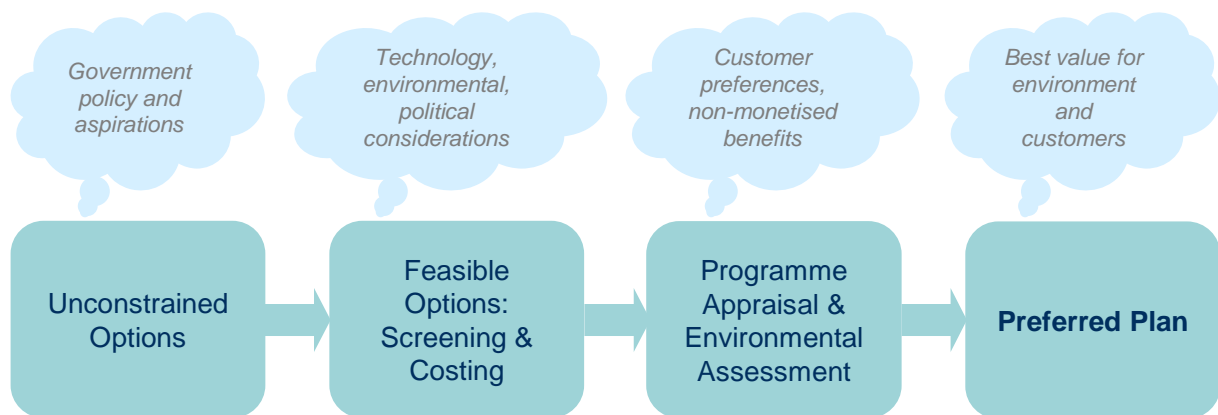 Government
policy and
aspirations
Technology,
environmental,
political
considerations
Customer
preferences,
non-monetised
benefits
Best value for
environment
and
customers
Unconstrained
Options
Feasible
Options:
Screening &
Costing
Programme
Appraisal &
Environmental
Assessment
Preferred Plan